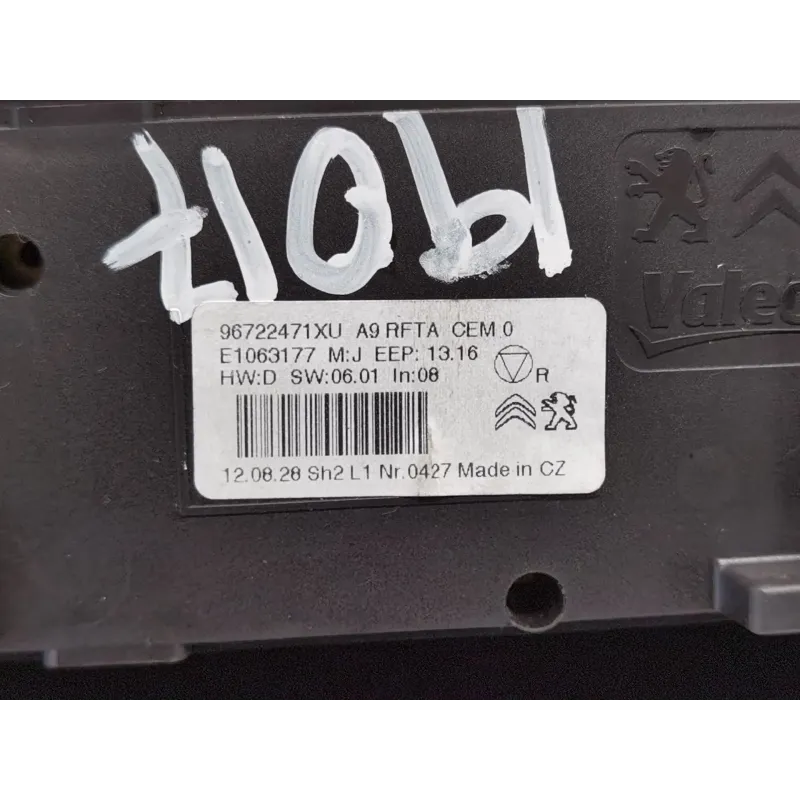 Valeo
96722471XU A9 RFTA CEM 0
E1063177 M:J EEP: 13.16
HW:D SW:06.01 In:08
R
12.08.28 Sh2 L1 Nr.0427 Made in CZ